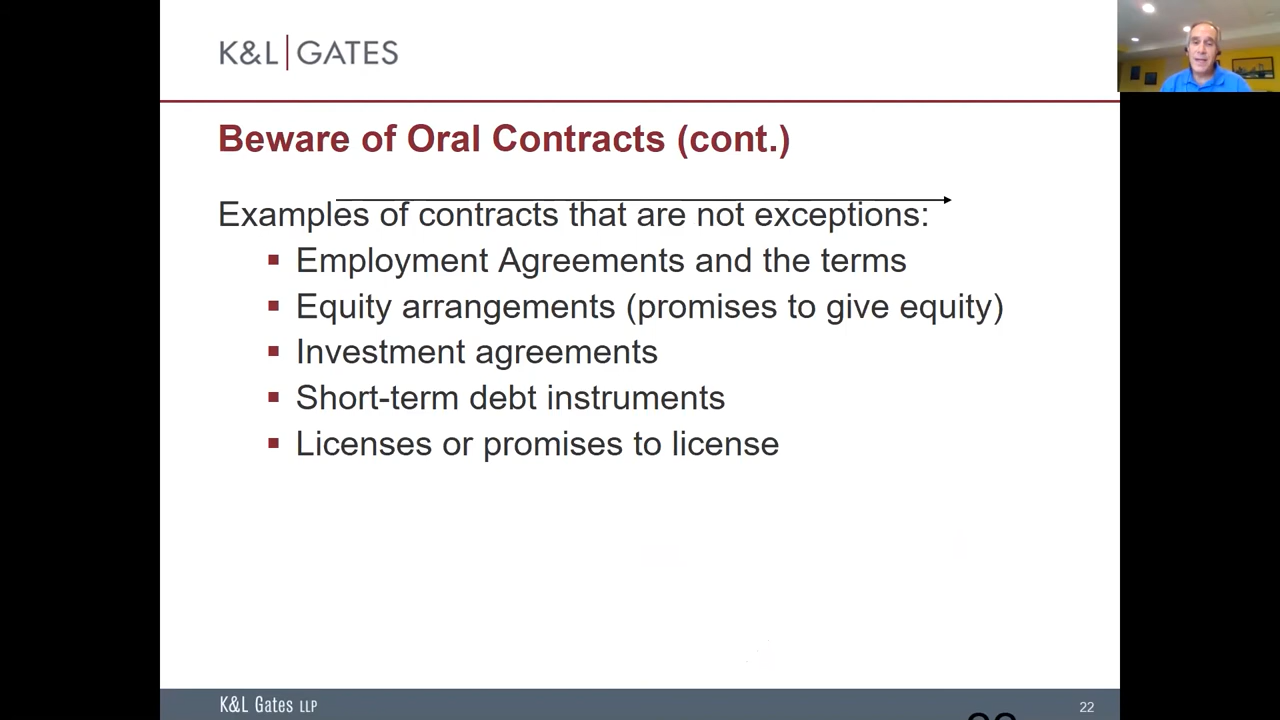 K&L|GATES
Beware of Oral Contracts (cont.)
Examples of contracts that are not exceptions:
Employment Agreements and the terms
Equity arrangements (promises to give equity)
Investment agreements
Short-term debt instruments
Licenses or promises to license
K&L Gates LLP
22